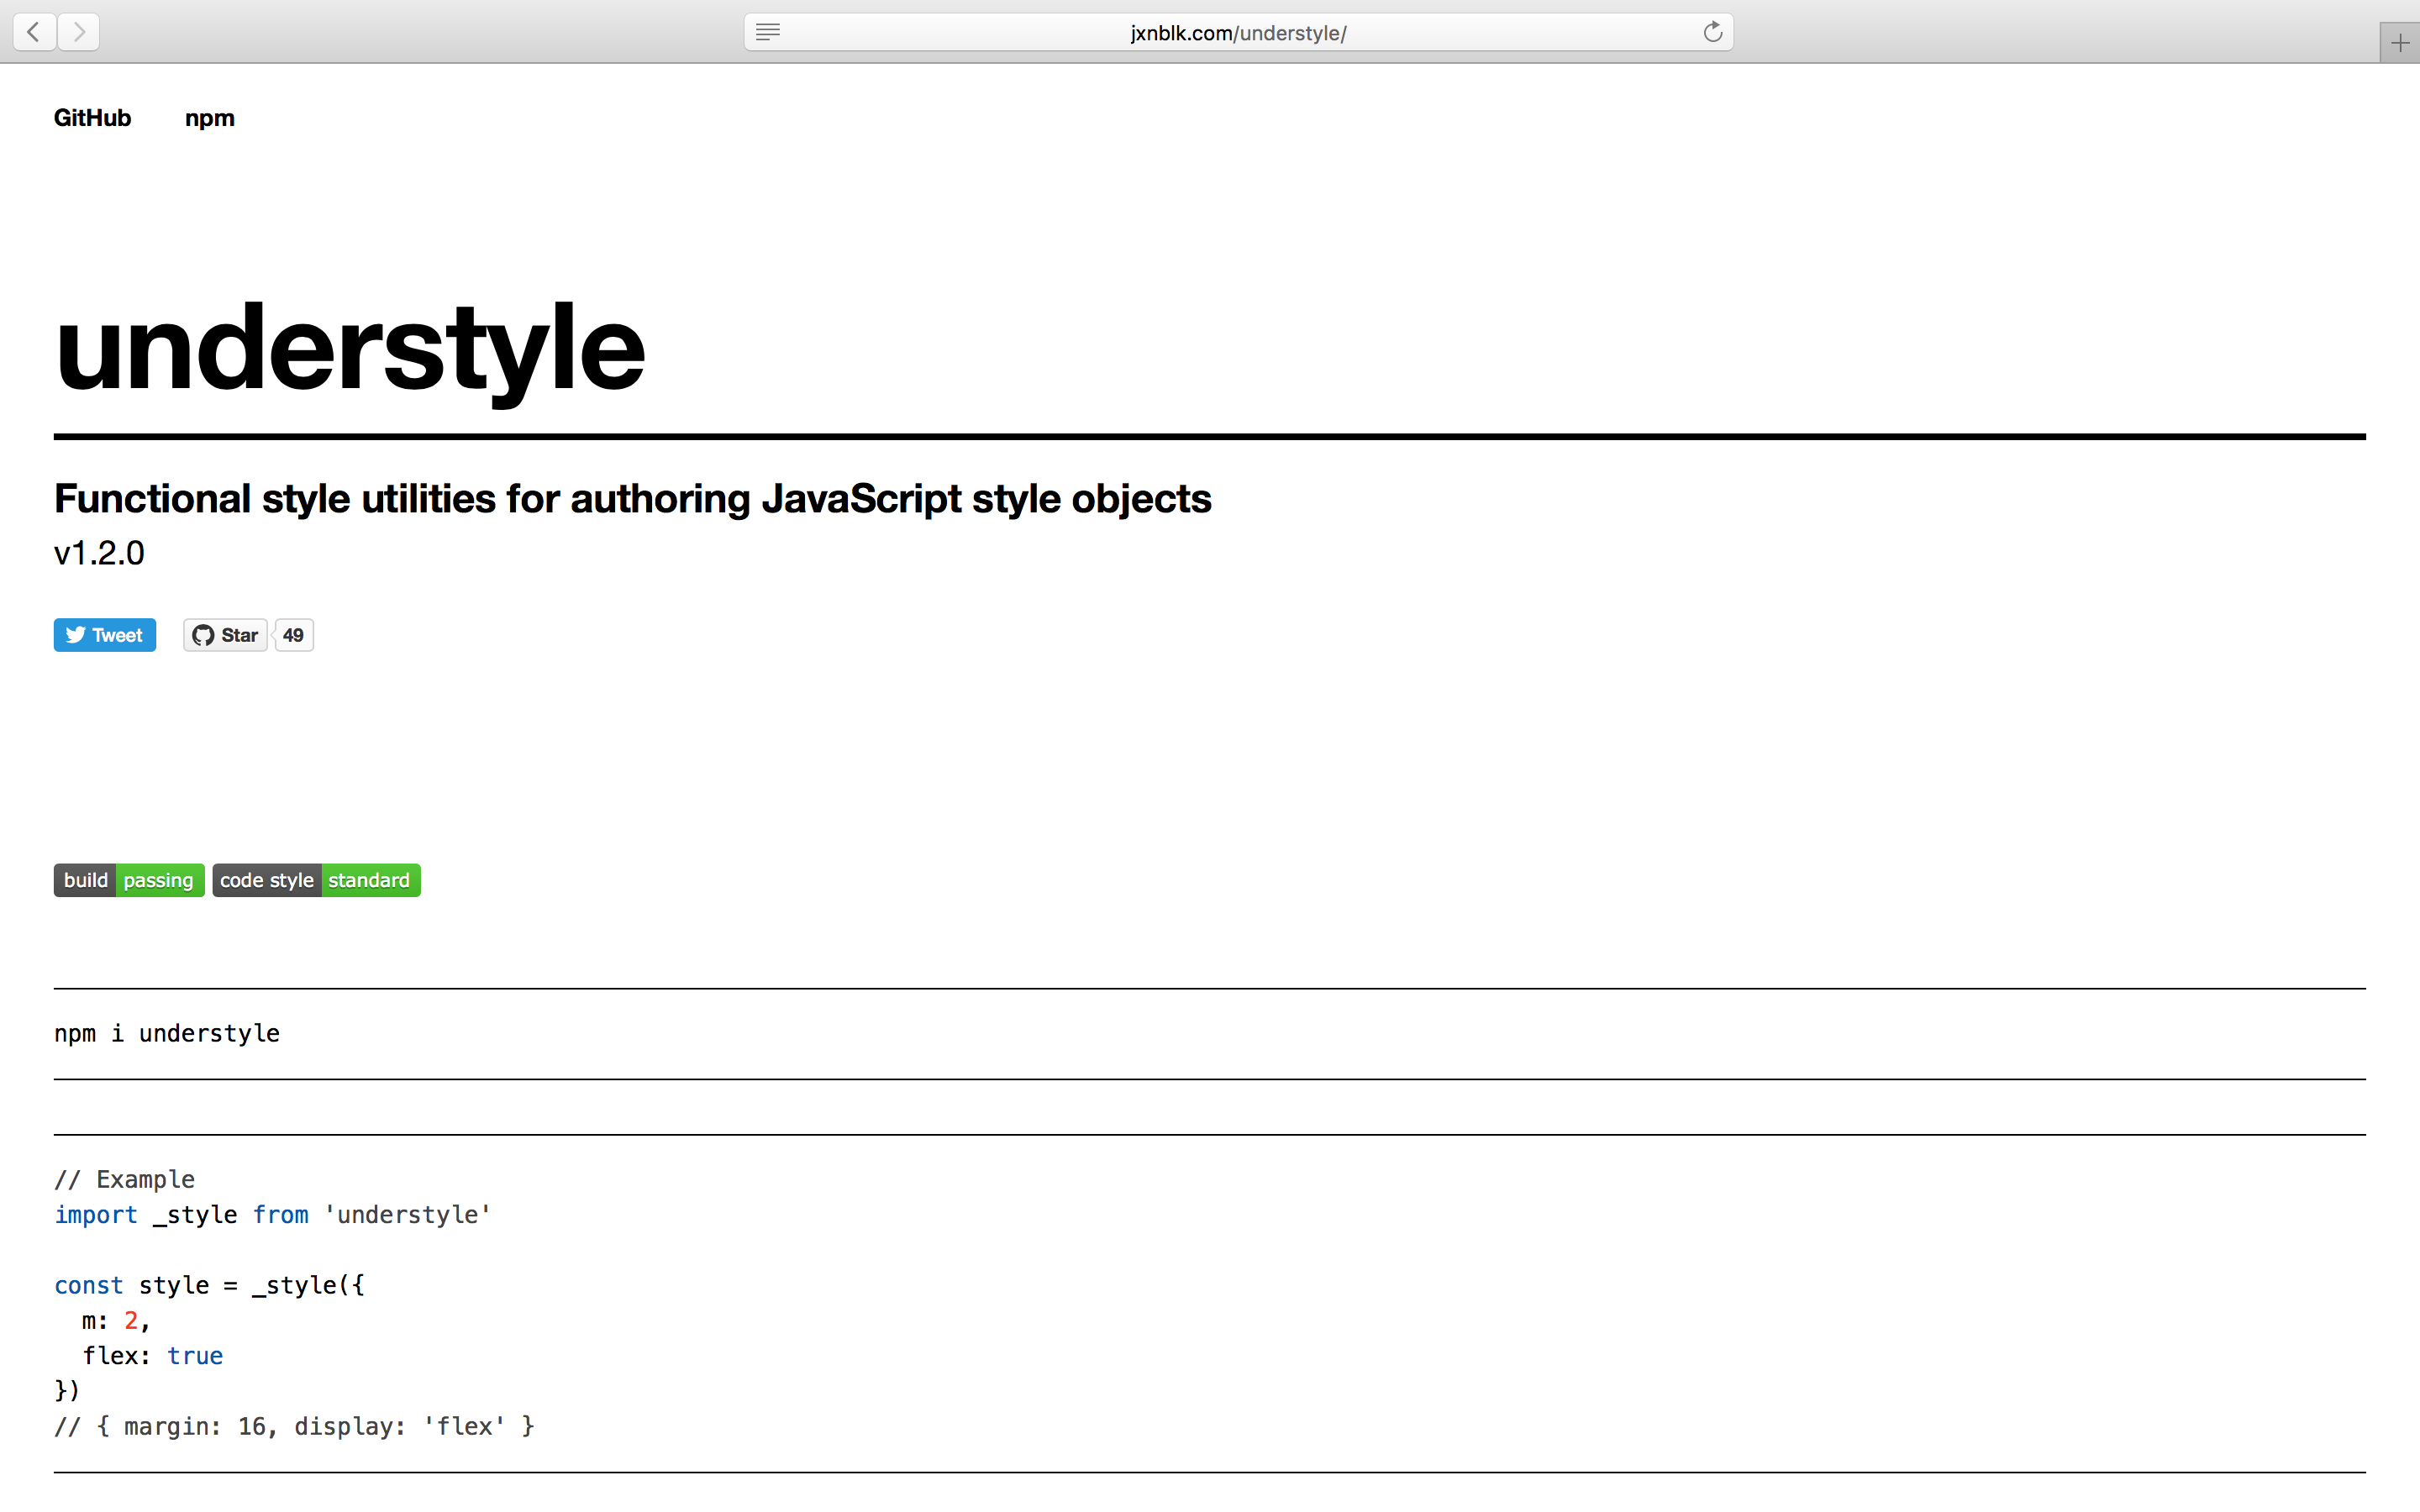 jxnblk.com/understyle/
GitHub npm
understyle
Functional style utilities for authoring JavaScript style objects
v1.2.0
Tweet Star 49
build passing code style standard
npm i understyle
// Example
import _style from 'understyle'
const style = _style({
  m: 2,
  flex: true
})
// { margin: 16, display: 'flex' }